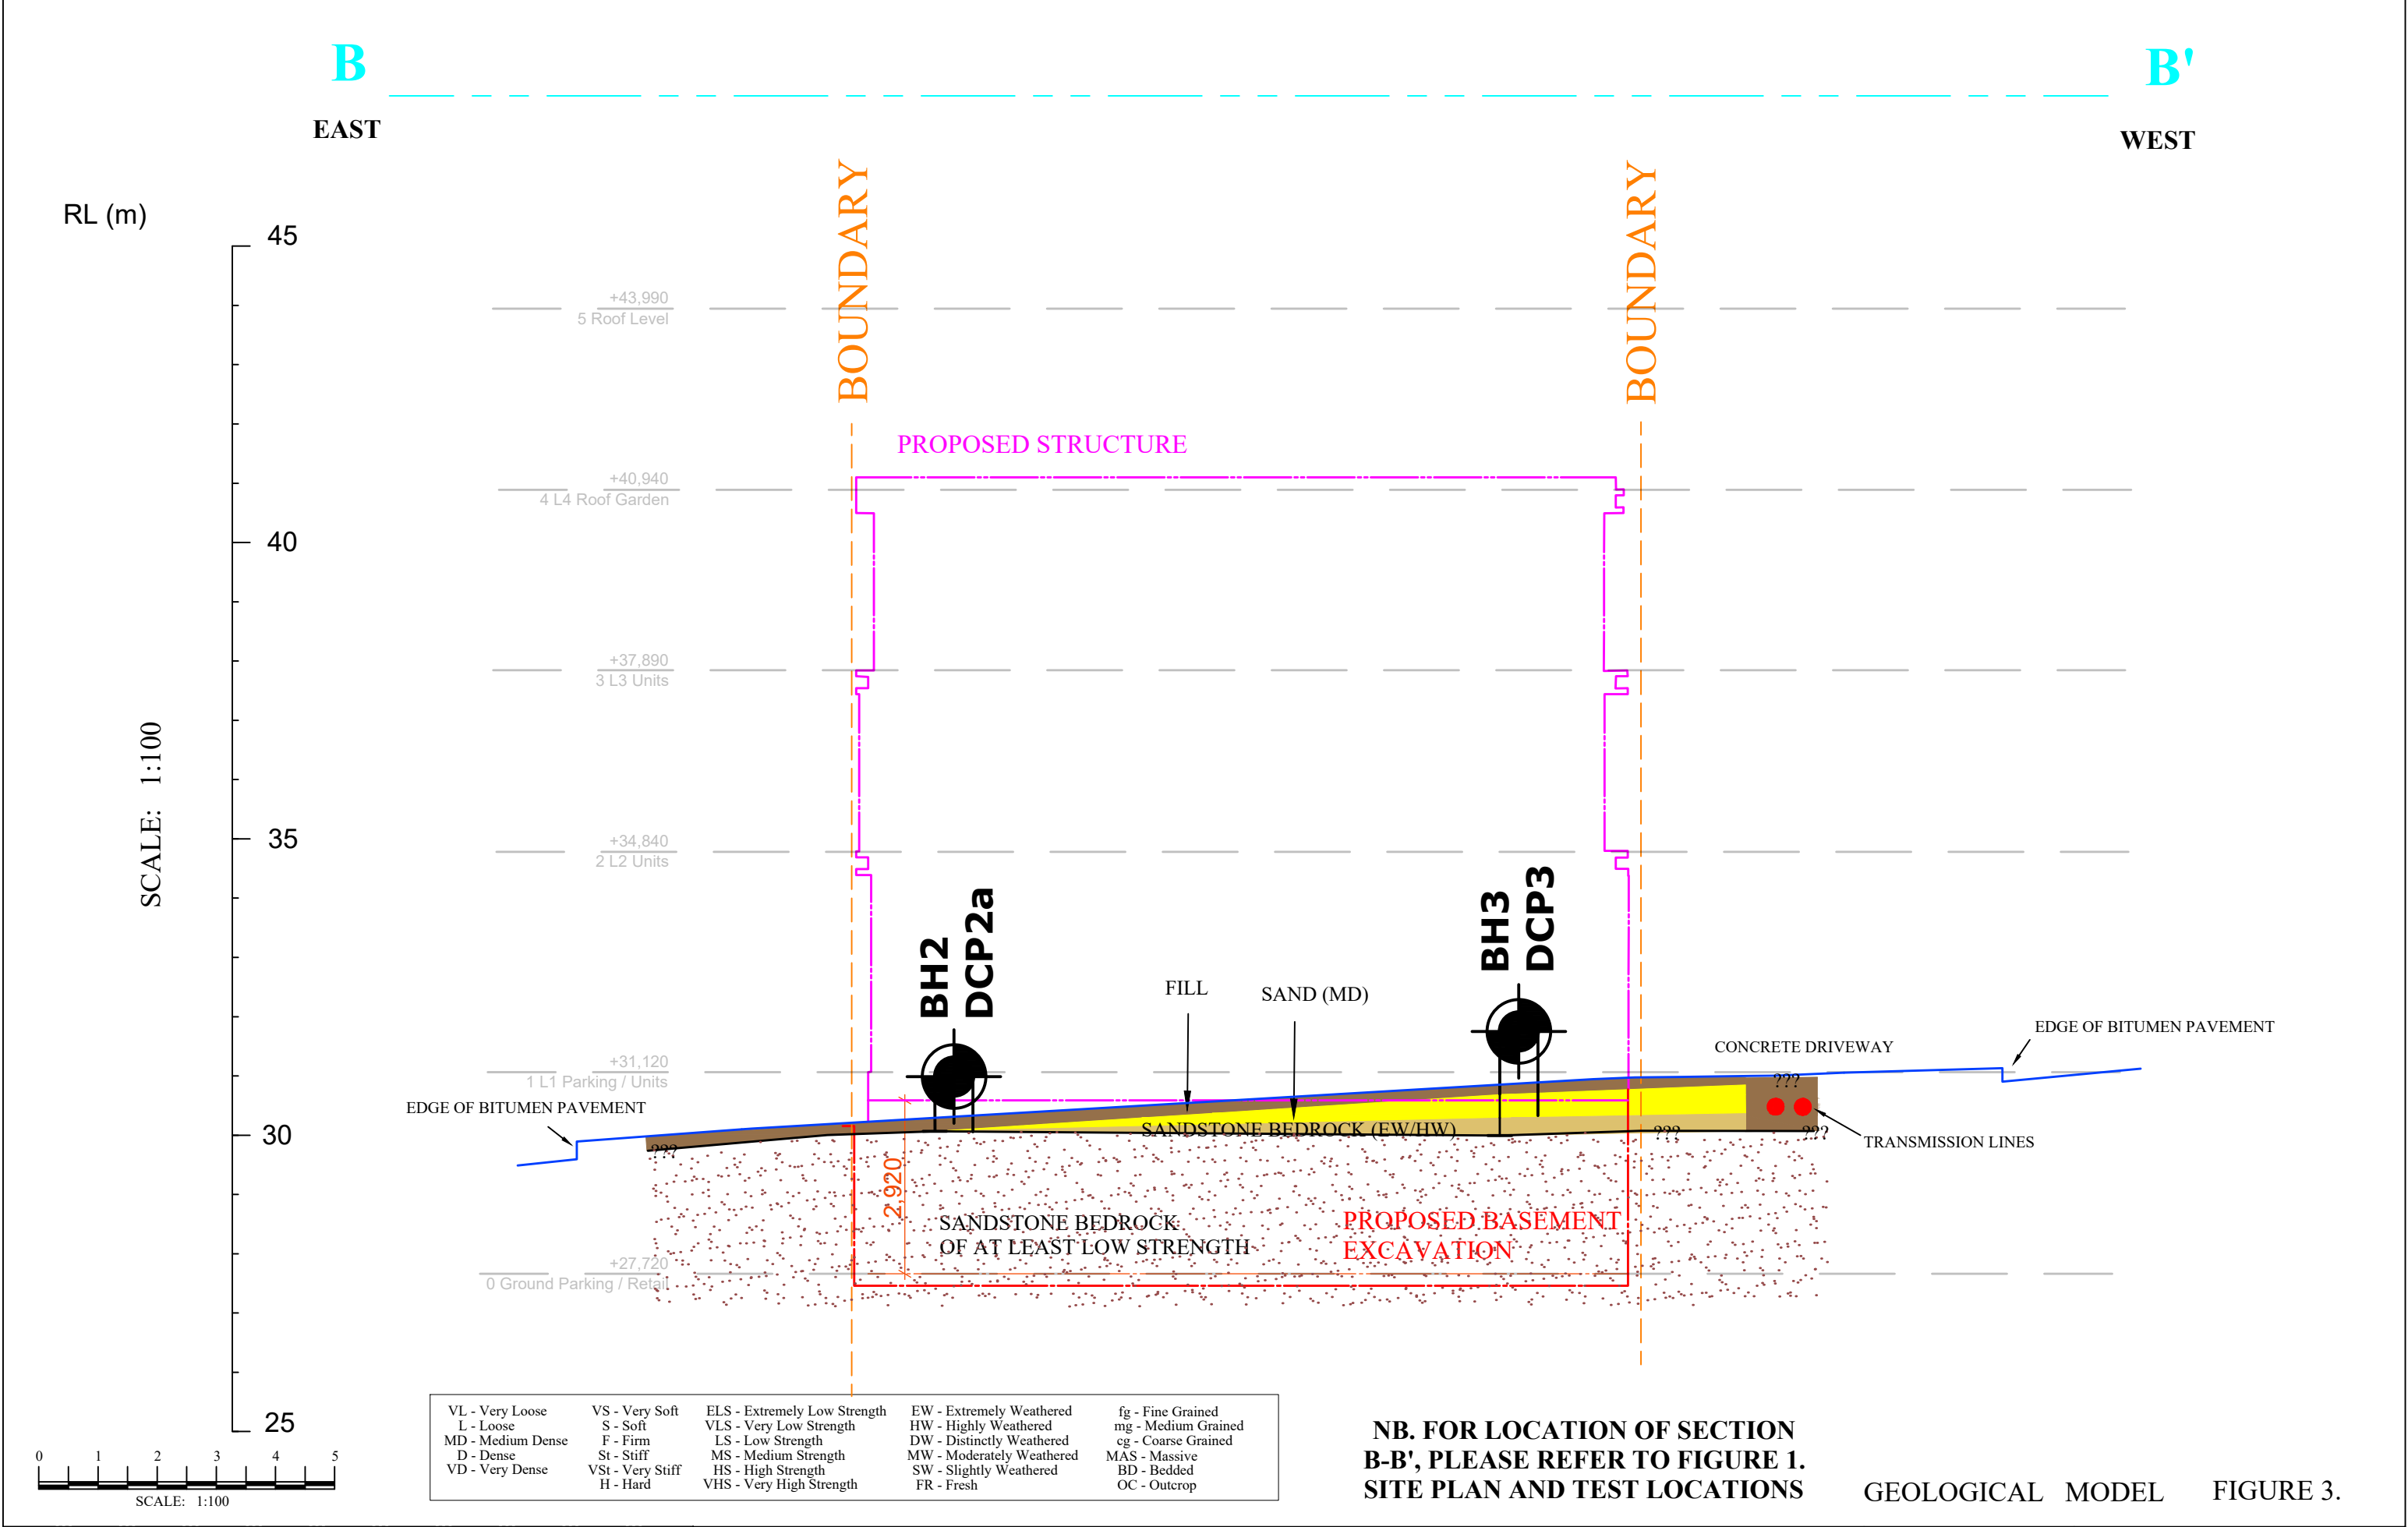 B
B'
EAST
WEST
RL (m)
BOUNDARY
BOUNDARY
45
+43,990
5 Roof Level
PROPOSED STRUCTURE
+40,940
4 L4 Roof Garden
40
+37,890
3 L3 Units
SCALE: 1:100
35
+34,840
2 L2 Units
BH2
DCP2a
BH3
DCP3
FILL
SAND (MD)
EDGE OF BITUMEN PAVEMENT
CONCRETE DRIVEWAY
+31,120
1 L1 Parking / Units
???
EDGE OF BITUMEN PAVEMENT
30
SANDSTONE BEDROCK (EW/HW)
???
???
TRANSMISSION LINES
???
2,920
SANDSTONE BEDROCK
OF AT LEAST LOW STRENGTH
PROPOSED BASEMENT
EXCAVATION
+27,720
0 Ground Parking / Retail
25
0 1 2 3 4 5
SCALE: 1:100
VL - Very Loose VS - Very Soft ELS - Extremely Low Strength EW - Extremely Weathered fg - Fine Grained
L - Loose S - Soft VLS - Very Low Strength HW - Highly Weathered mg - Medium Grained
MD - Medium Dense F - Firm LS - Low Strength DW - Distinctly Weathered cg - Coarse Grained
D - Dense St - Stiff MS - Medium Strength MW - Moderately Weathered MAS - Massive
VD - Very Dense VSt - Very Stiff HS - High Strength SW - Slightly Weathered BD - Bedded
H - Hard VHS - Very High Strength FR - Fresh OC - Outcrop
NB. FOR LOCATION OF SECTION
B-B', PLEASE REFER TO FIGURE 1.
SITE PLAN AND TEST LOCATIONS
GEOLOGICAL MODEL FIGURE 3.